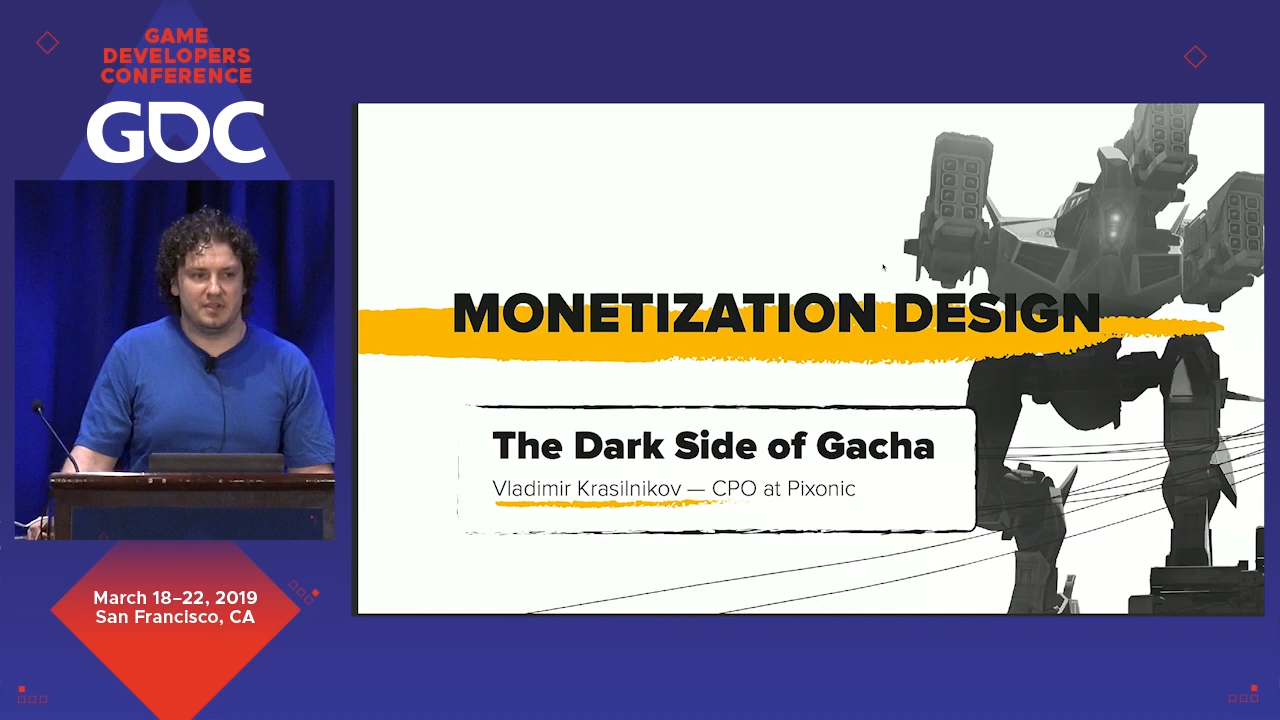 GAME
DEVELOPERS
CONFERENCE
GDC
MONETIZATION DESIGN
The Dark Side of Gacha
Vladimir Krasilnikov — CPO at Pixonic
March 18–22, 2019
San Francisco, CA